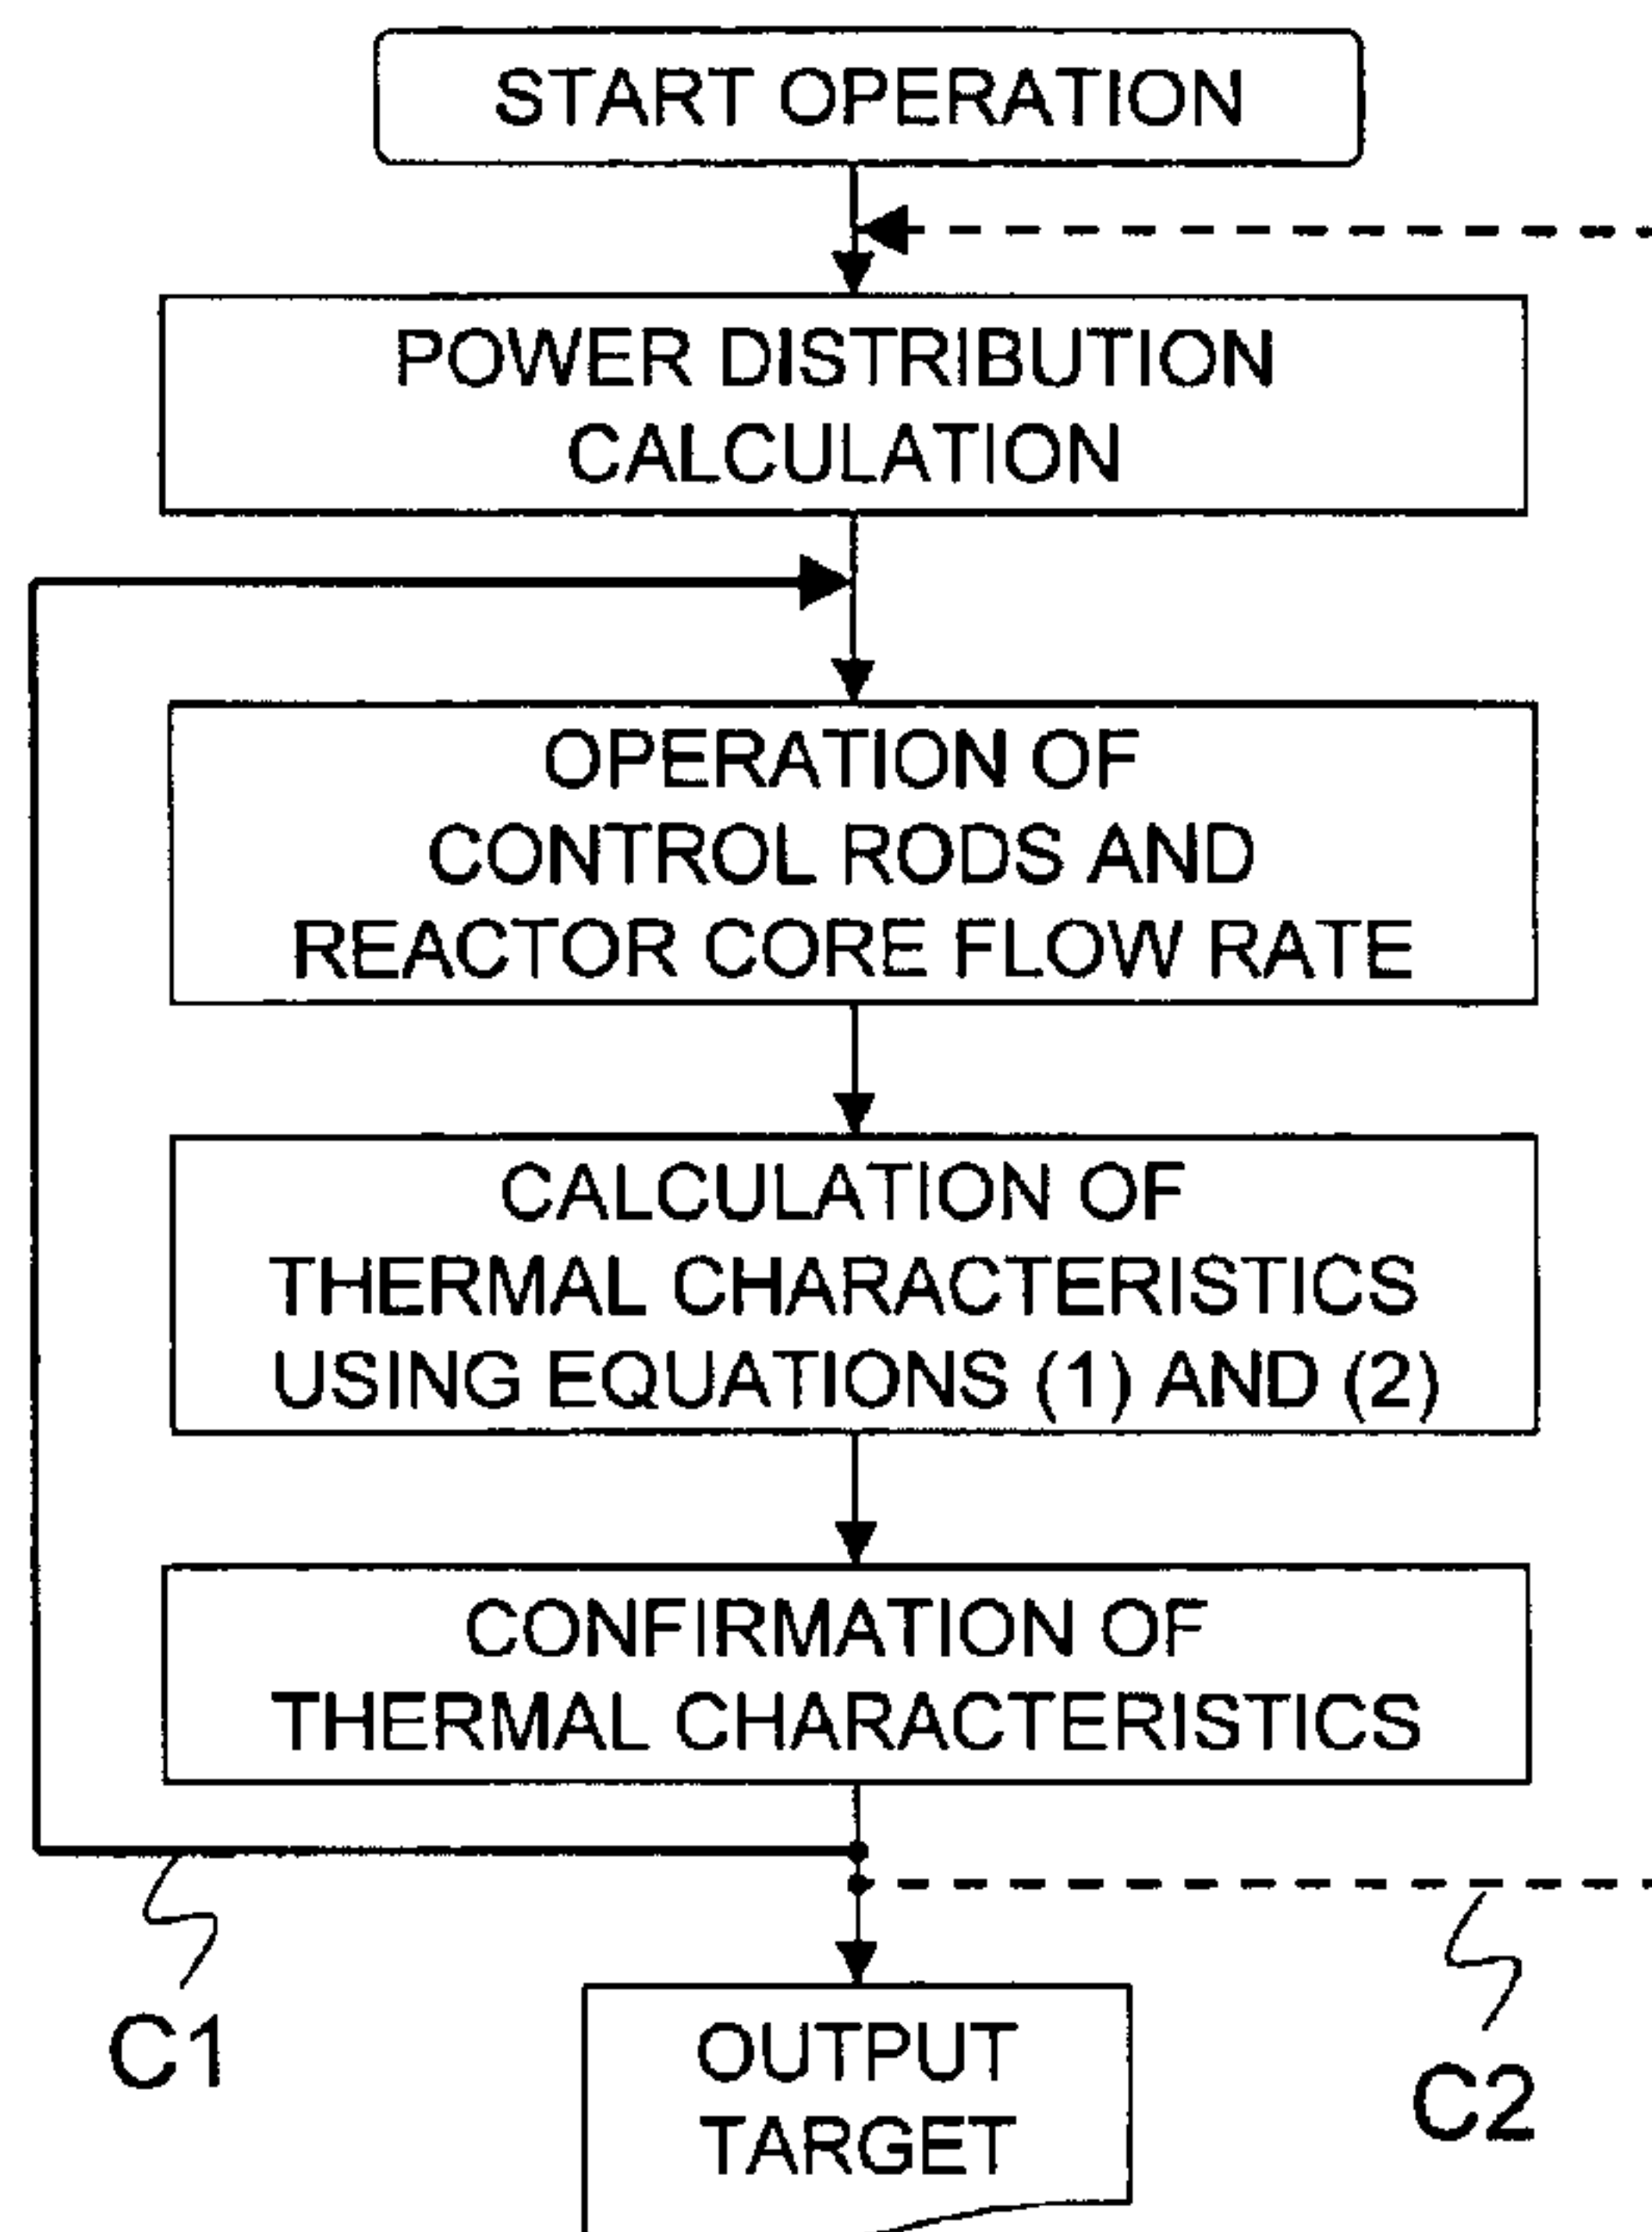 START OPERATION
POWER DISTRIBUTION
CALCULATION
OPERATION OF
CONTROL RODS AND
REACTOR CORE FLOW RATE
CALCULATION OF
THERMAL CHARACTERISTICS
USING EQUATIONS (1) AND (2)
CONFIRMATION OF
THERMAL CHARACTERISTICS
C1
OUTPUT
TARGET
C2